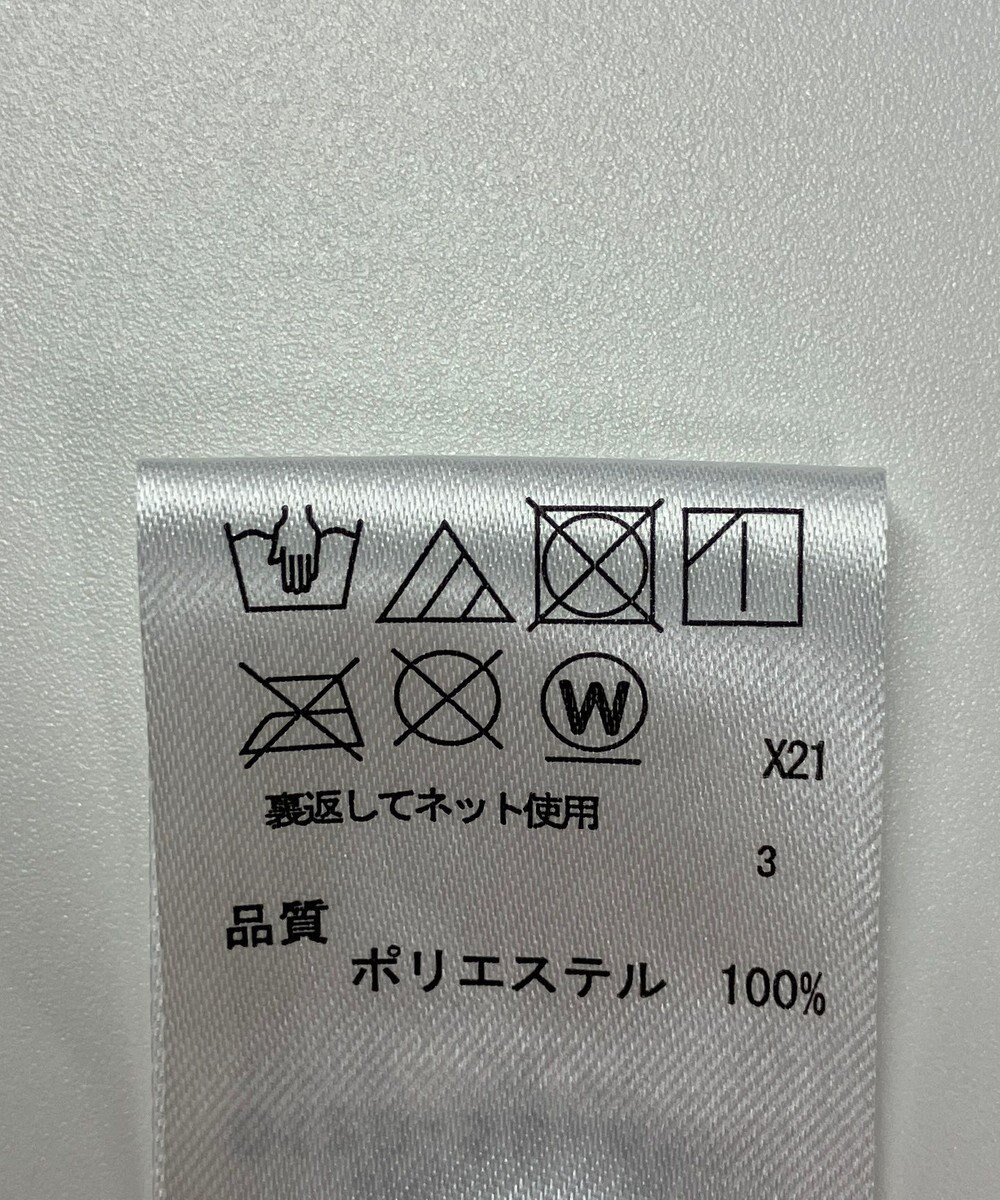 W
X21
裏返してネット使用
3
品質
ポリエステル 100%